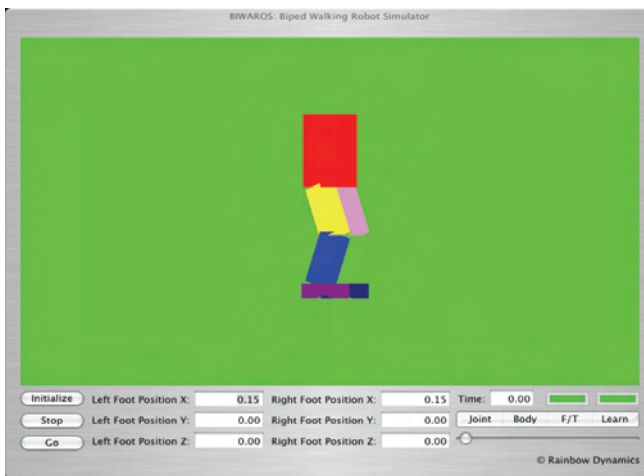 BIWAROS: Biped Walking Robot Simulator
Initialize Left Foot Position X: 0.15 Right Foot Position X: 0.15 Time: 0.00
Stop Left Foot Position Y: 0.00 Right Foot Position Y: 0.00 Joint Body F/T Learn
Go Left Foot Position Z: 0.00 Right Foot Position Z: 0.00
© Rainbow Dynamics